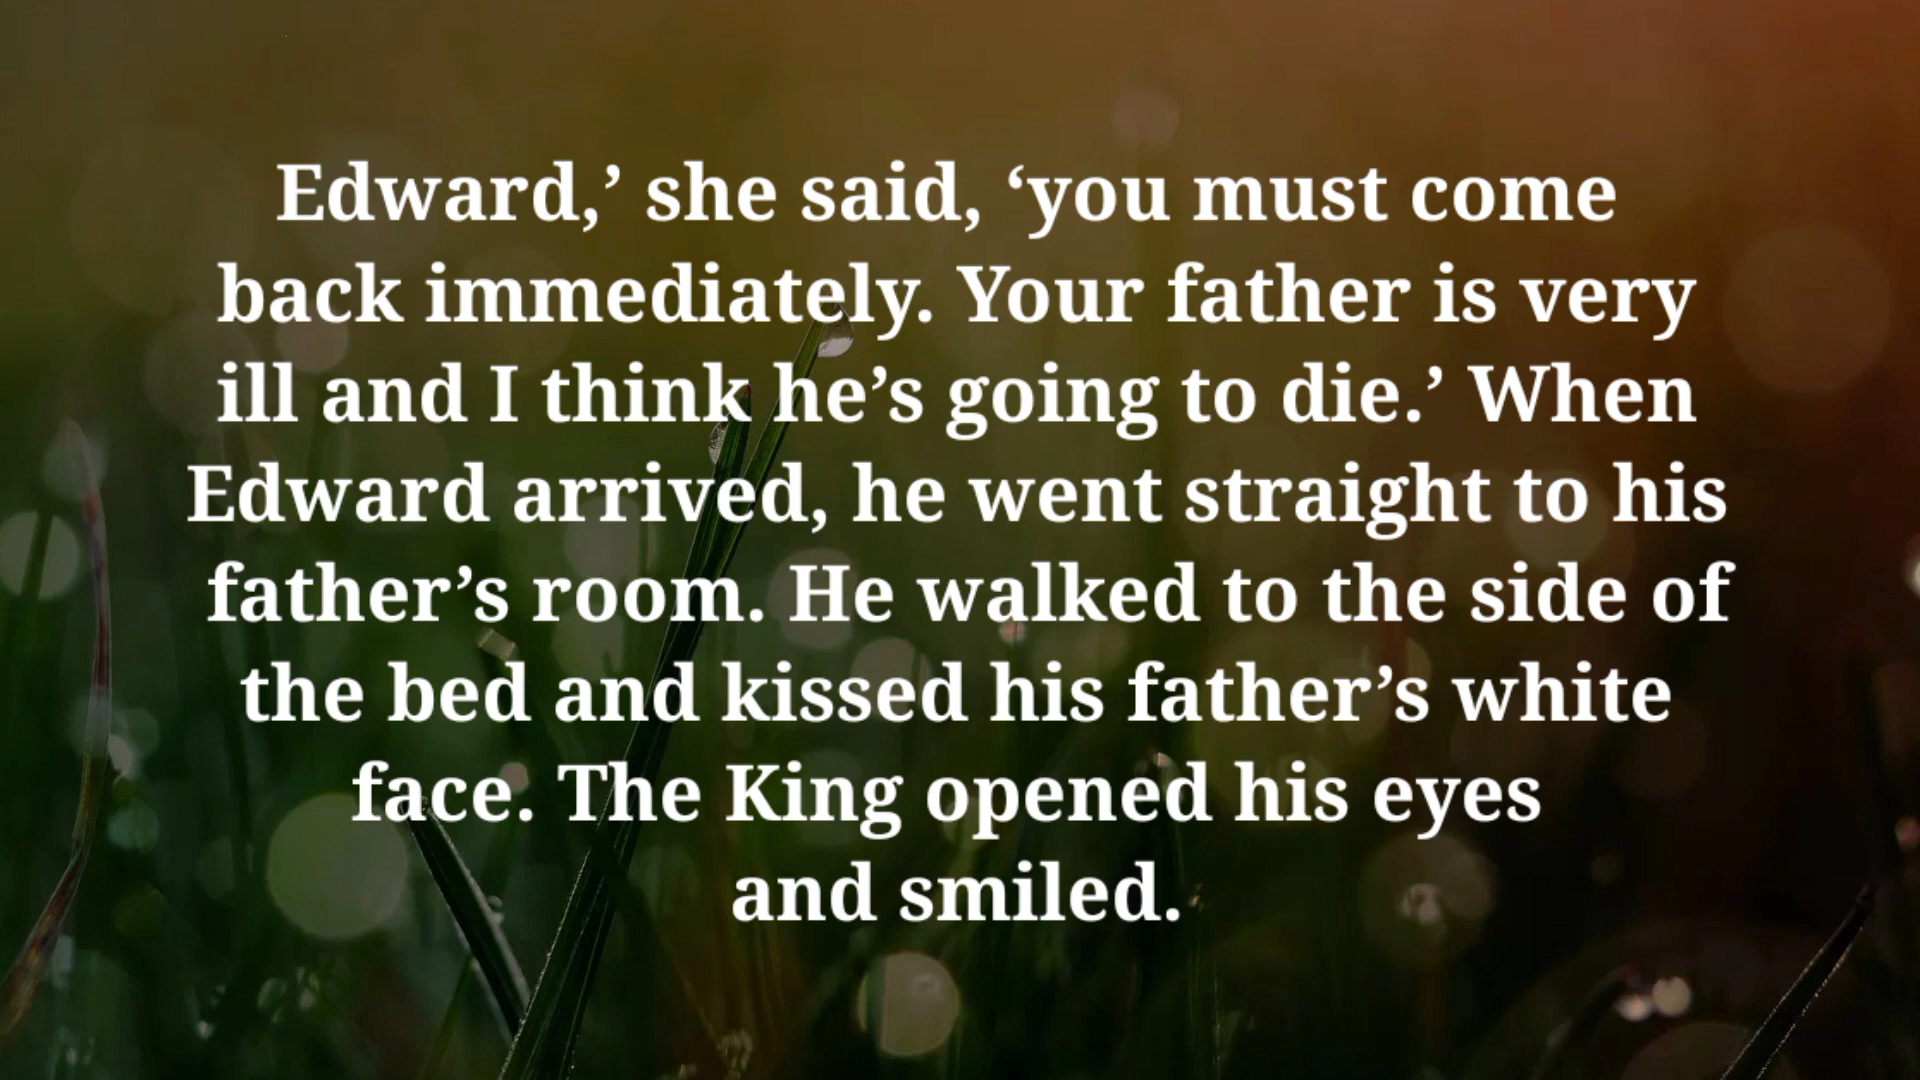 Edward,’ she said, ‘you must come
back immediately. Your father is very
ill and I think he’s going to die.’ When
Edward arrived, he went straight to his
father’s room. He walked to the side of
the bed and kissed his father’s white
face. The King opened his eyes
and smiled.